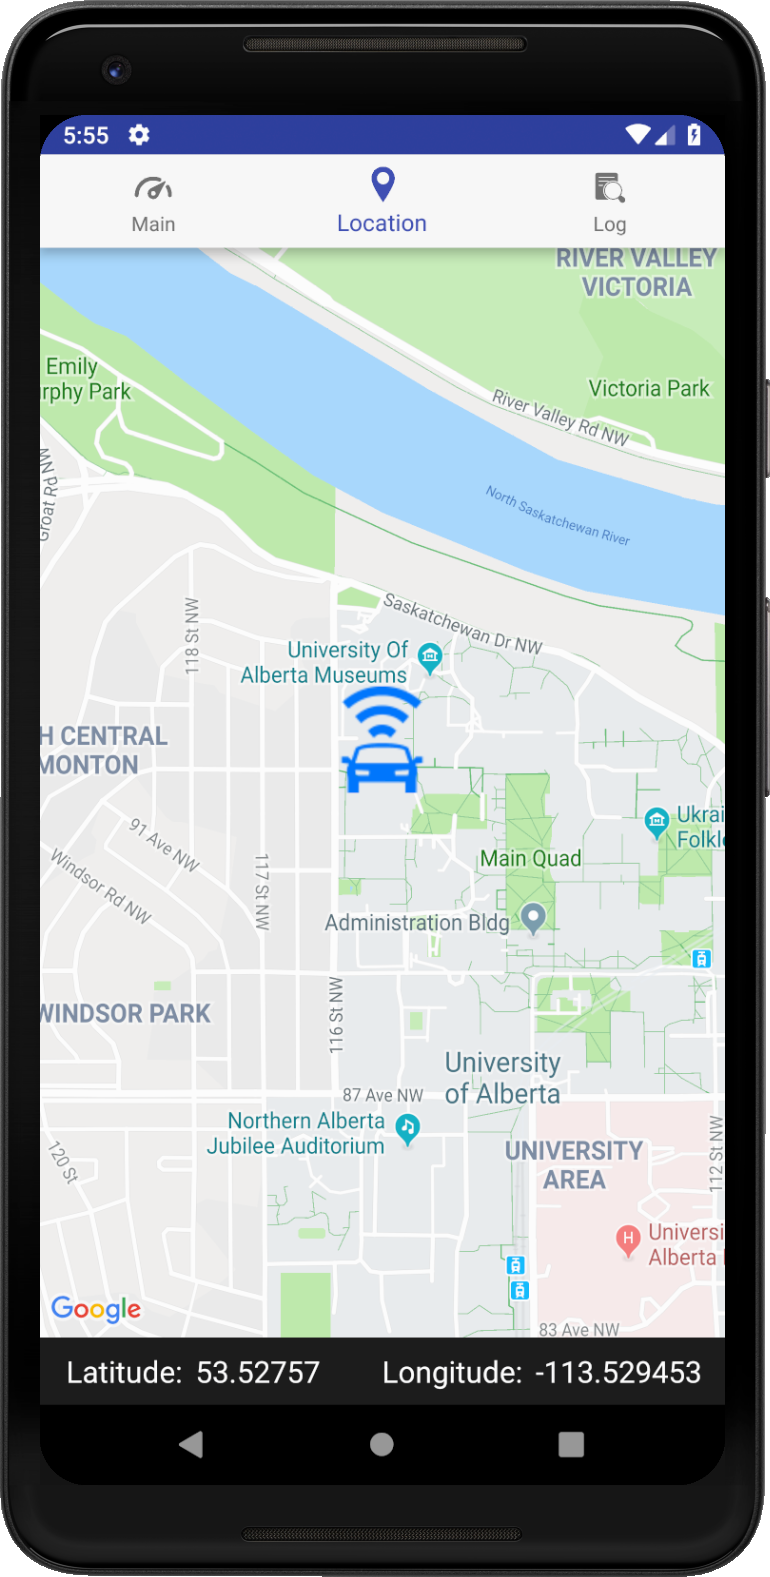 5:55
Main
Location
Log
RIVER VALLEY
VICTORIA
Emily
rphy Park
Victoria Park
River Valley Rd NW
Groat Rd NW
North Saskatchewan River
Saskatchewan Dr NW
118 St NW
University Of
Alberta Museums
H CENTRAL
MONTON
Ukrai
Folkl
91 Ave NW
Main Quad
Windsor Rd NW
117 St NW
Administration Bldg
WINDSOR PARK
116 St NW
University
of Alberta
87 Ave NW
Northern Alberta
Jubilee Auditorium
UNIVERSITY
AREA
112 St NW
120 St
H
Universi
Alberta
Google
83 Ave NW
Latitude: 53.52757 Longitude: -113.529453